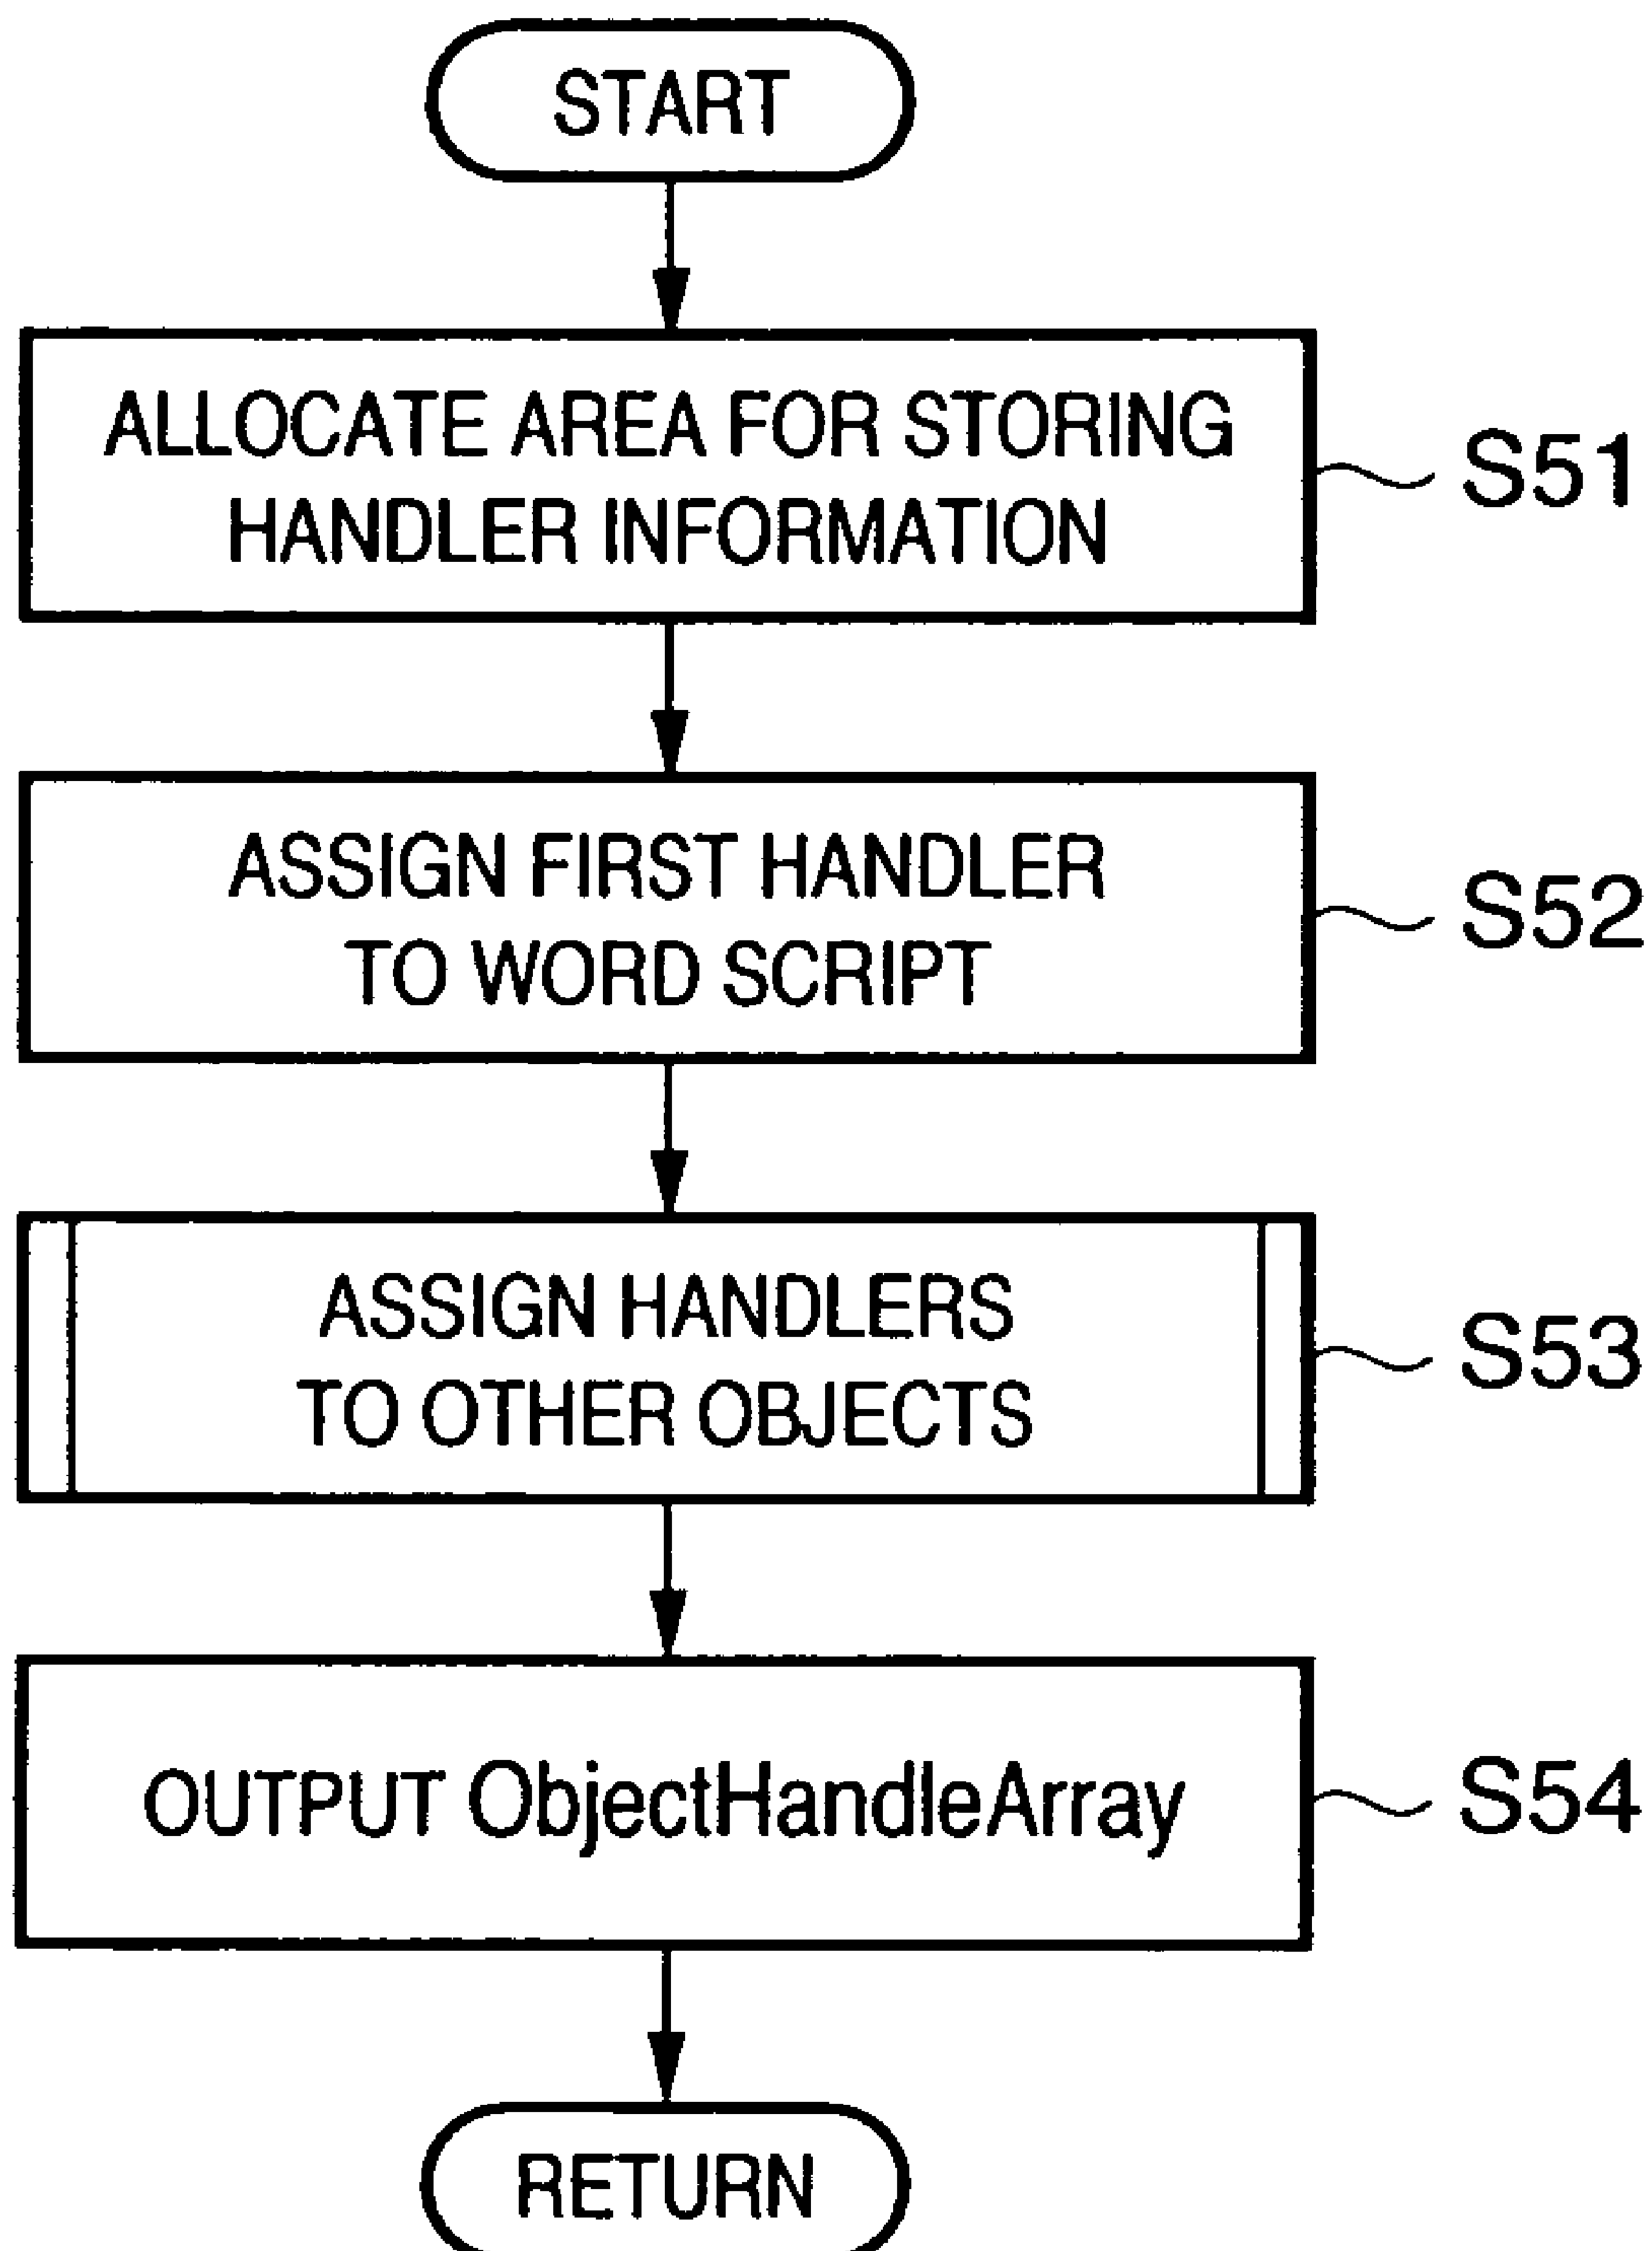 START
ALLOCATE AREA FOR STORING
HANDLER INFORMATION
S51
ASSIGN FIRST HANDLER
TO WORD SCRIPT
S52
ASSIGN HANDLERS
TO OTHER OBJECTS
S53
OUTPUT ObjectHandleArray
S54
RETURN